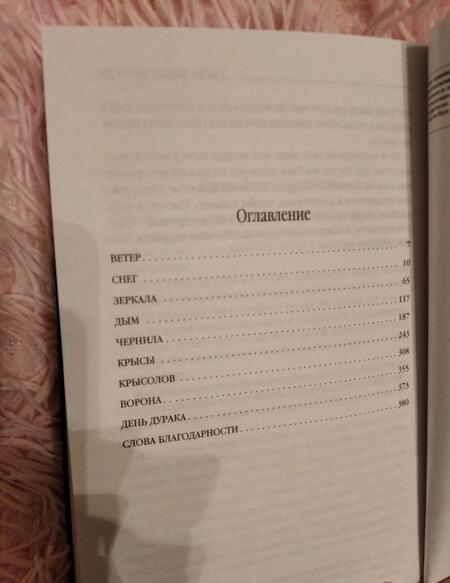 Оглавление
ВЕТЕР 7
СНЕГ 10
ЗЕРКАЛА 65
ДЫМ 117
ЧЕРНИЛА 187
КРЫСЫ 243
КРЫСОЛОВ 308
ВОРОНА 355
ДЕНЬ ДУРАКА 373
СЛОВА БЛАГОДАРНОСТИ 380